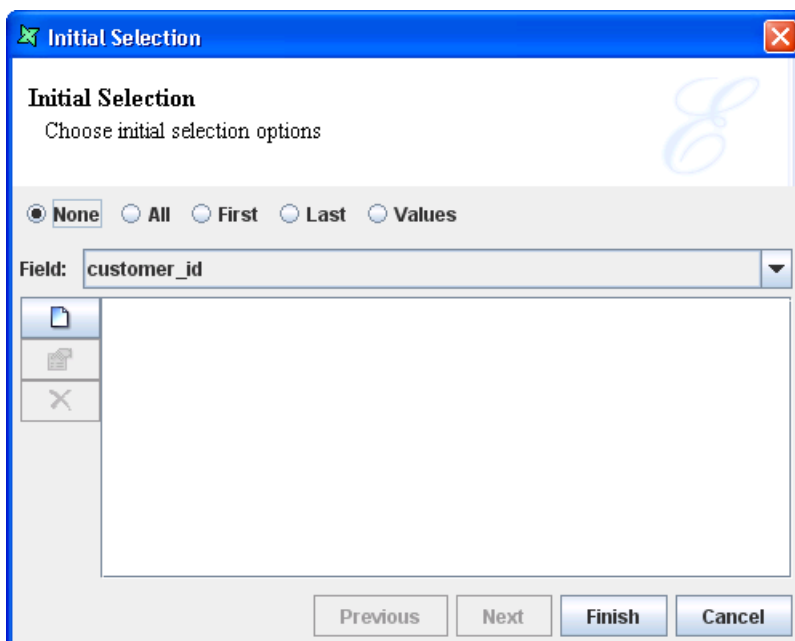 Initial Selection
Initial Selection
Choose initial selection options
None All First Last Values
Field: customer_id
Previous Next Finish Cancel